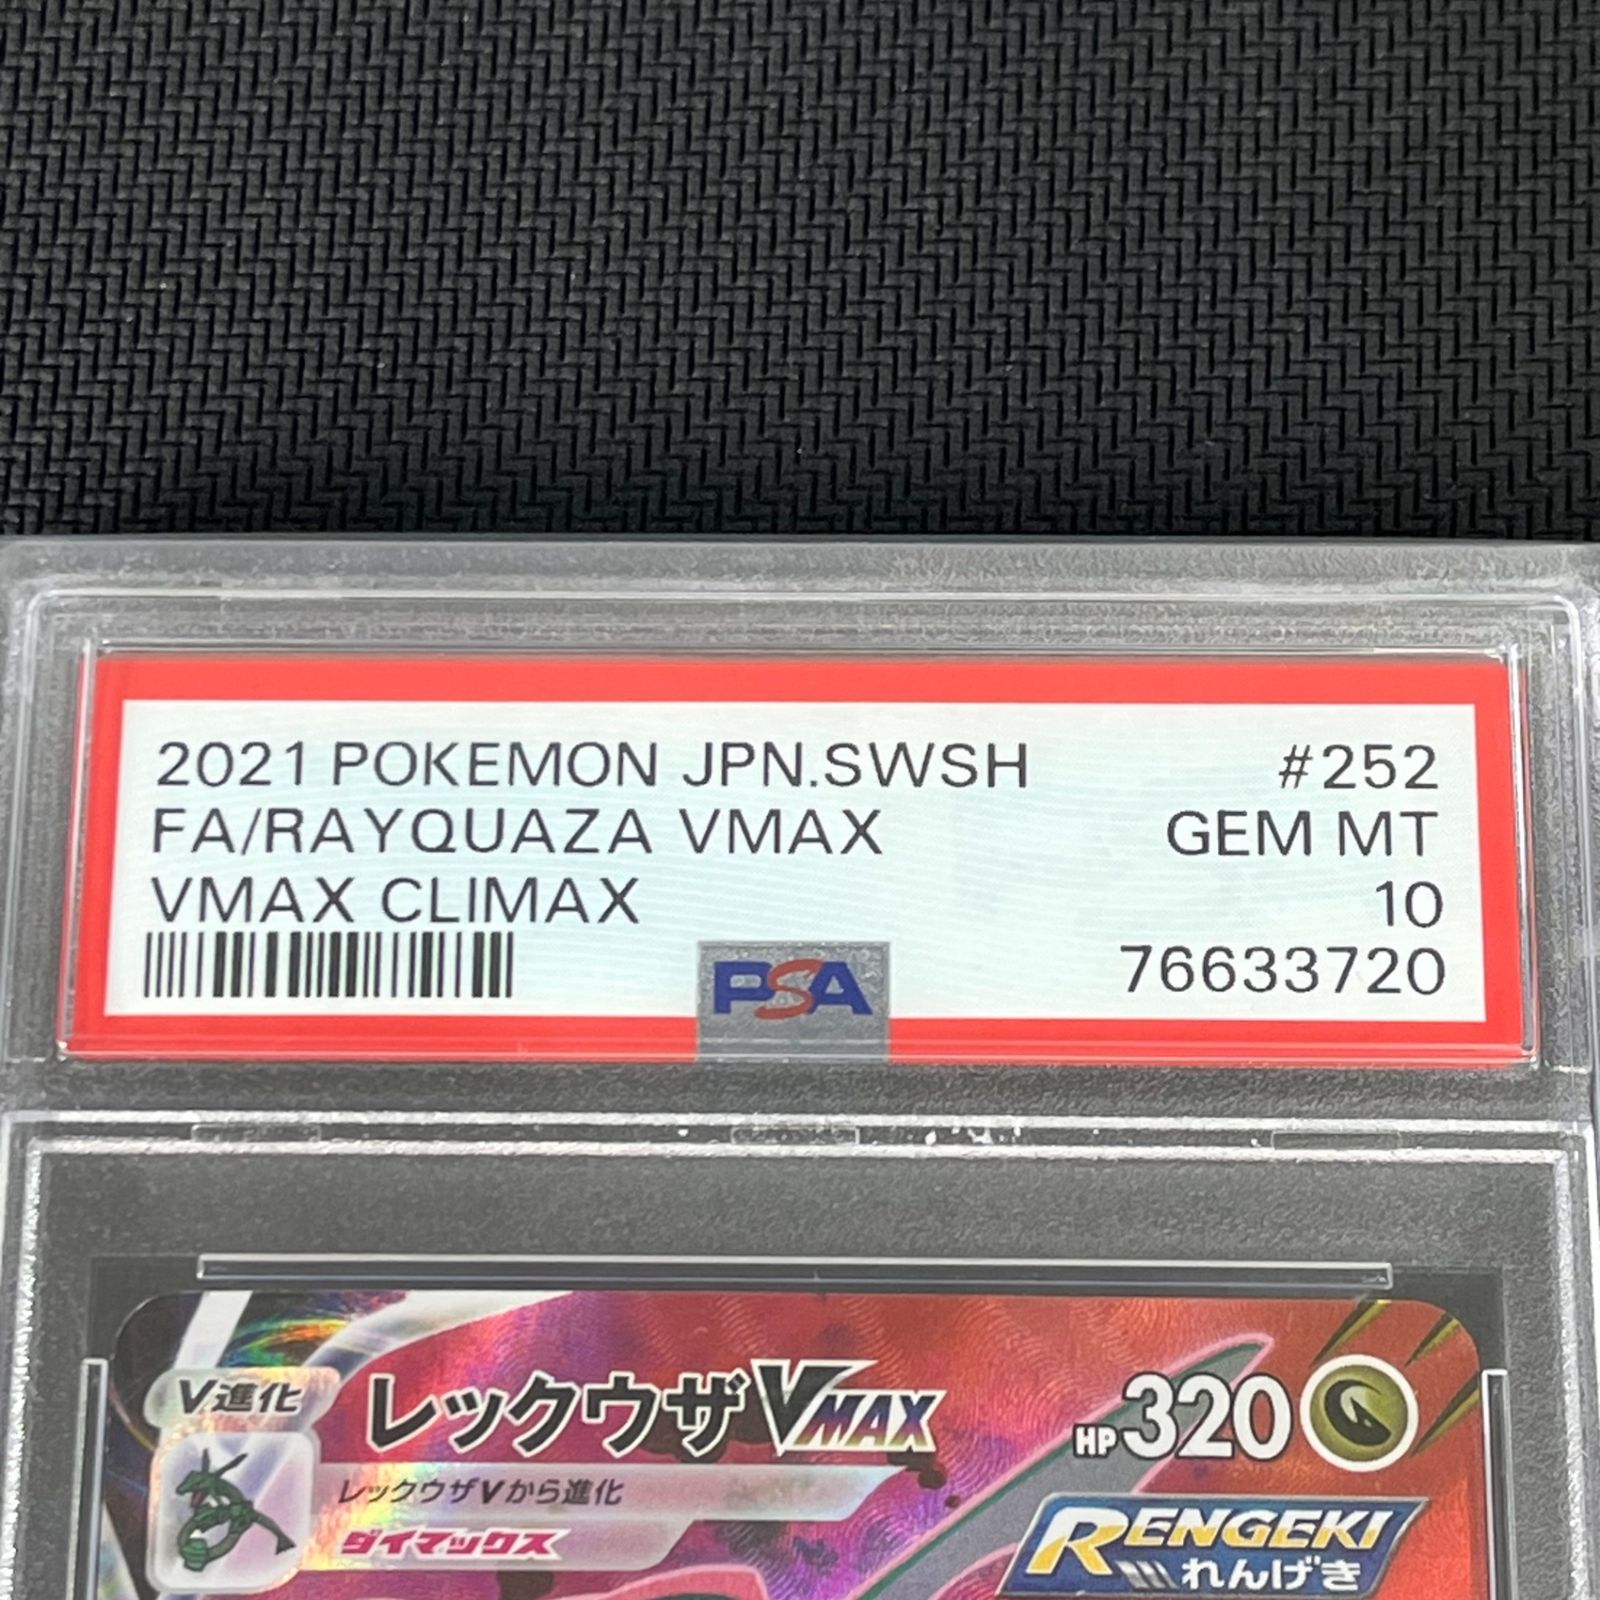 2021 POKEMON JPN.SWSH #252
FA/RAYQUAZA VMAX GEM MT
VMAX CLIMAX 10
PSA 76633720
V進化 レックウザVMAX HP320
レックウザVから進化
ダイマックス
RENGEKI
れんげき